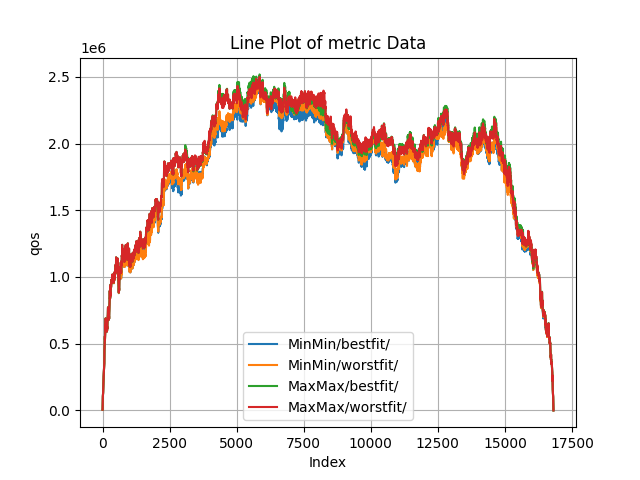 Line Plot of metric Data
1e6
2.5
2.0
1.5
1.0
0.5
0.0
qos
MinMin/bestfit/
MinMin/worstfit/
MaxMax/bestfit/
MaxMax/worstfit/
0 2500 5000 7500 10000 12500 15000 17500
Index